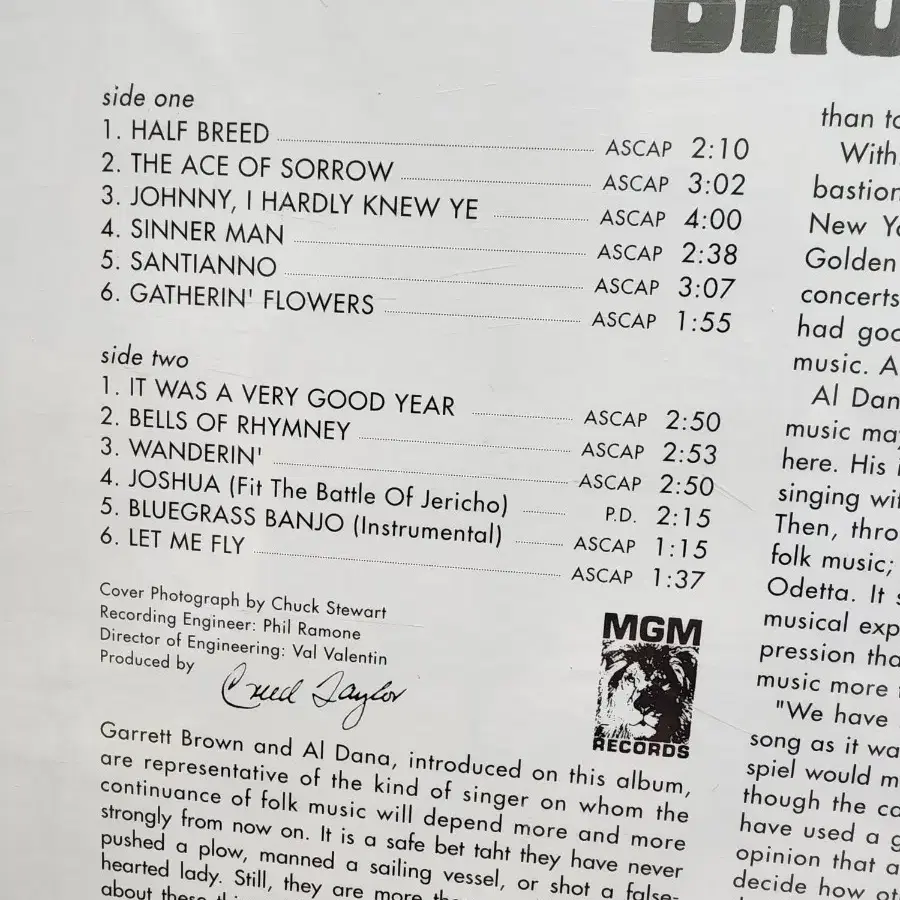 side one
1. HALF BREED ASCAP 2:10
2. THE ACE OF SORROW ASCAP 3:02
3. JOHNNY, I HARDLY KNEW YE ASCAP 4:00
4. SINNER MAN ASCAP 2:38
5. SANTIANNO ASCAP 3:07
6. GATHERIN' FLOWERS ASCAP 1:55
side two
1. IT WAS A VERY GOOD YEAR ASCAP 2:50
2. BELLS OF RHYMNEY ASCAP 2:53
3. WANDERIN' ASCAP 2:50
4. JOSHUA (Fit The Battle Of Jericho) P.D. 2:15
5. BLUEGRASS BANJO (Instrumental) ASCAP 1:15
6. LET ME FLY ASCAP 1:37
Cover Photograph by Chuck Stewart
Recording Engineer: Phil Ramone
Director of Engineering: Val Valentin
Produced by Creed Taylor
MGM
RECORDS
Garrett Brown and Al Dana, introduced on this album,
are representative of the kind of singer on whom the
continuance of folk music will depend more and more
strongly from now on. It is a safe bet taht they have never
pushed a plow, manned a sailing vessel, or shot a false-
hearted lady. Still, they are more
about these
than
With
bastion
New
Golden
concerts
had
music. A
Al Dan
music
here. His
singing
Then,
folk music;
Odetta. It
musical
pression
music more
"We have
song as it
spiel would
though the
have used a
opinion that
decide how